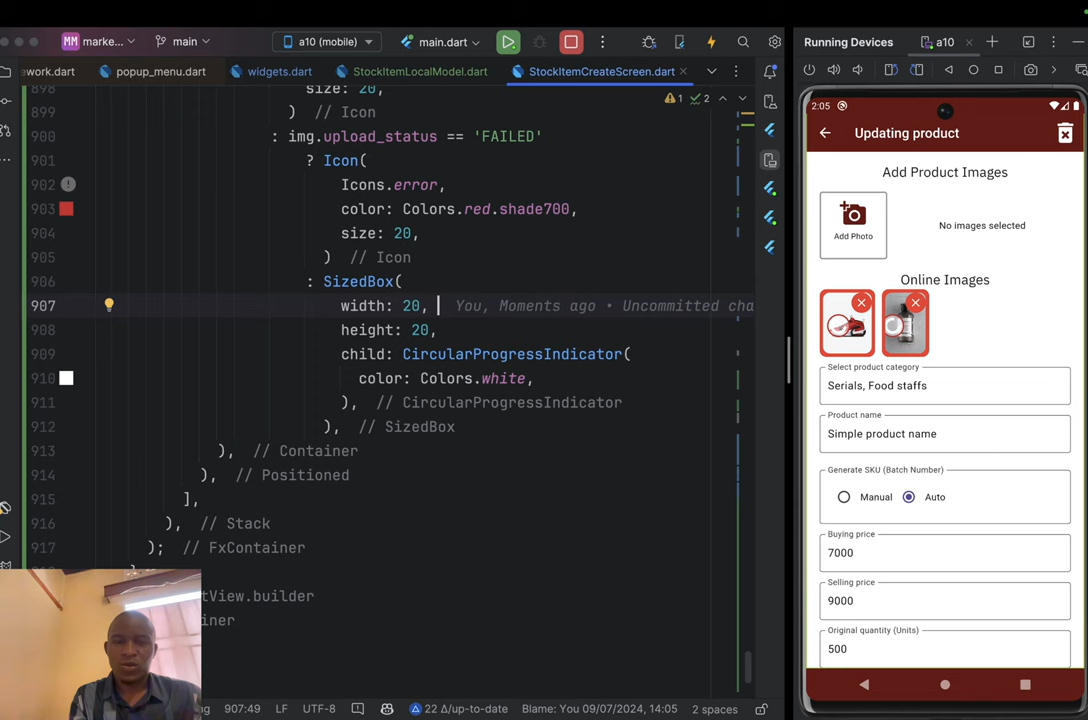 MM marke...
main
a10 (mobile)
main.dart
Running Devices
a10
ework.dart
popup_menu.dart
widgets.dart
StockItemLocalModel.dart
StockItemCreateScreen.dart
1 2
size: 20,
899 ) // Icon
900 : img.upload_status == 'FAILED'
901 ? Icon(
902 Icons.error,
903 color: Colors.red.shade700,
904 size: 20,
905 ) // Icon
906 : SizedBox(
907 width: 20, You, Moments ago • Uncommitted cha
908 height: 20,
909 child: CircularProgressIndicator(
910 color: Colors.white,
911 ), // CircularProgressIndicator
912 ), // SizedBox
913 ), // Container
914 ), // Positioned
915 ],
916 ), // Stack
917 ); // FxContainer
tView.builder
iner
907:49 LF UTF-8 22 Δ/up-to-date Blame: You 09/07/2024, 14:05 2 spaces
2:05
Updating product
Add Product Images
Add Photo
No images selected
Online Images
Select product category
Serials, Food staffs
Product name
Simple product name
Generate SKU (Batch Number)
Manual Auto
Buying price
7000
Selling price
9000
Original quantity (Units)
500